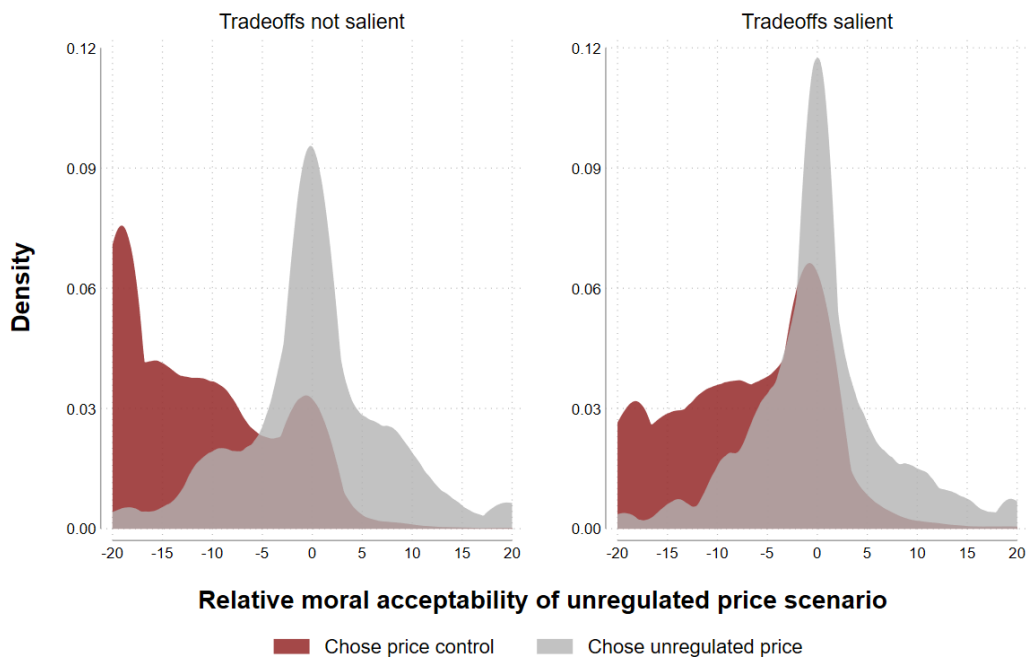 Tradeoffs not salient
Tradeoffs salient
0.12
0.09
0.06
0.03
0.00
0.12
0.09
0.06
0.03
0.00
Density
-20 -15 -10 -5 0 5 10 15 20
-20 -15 -10 -5 0 5 10 15 20
Relative moral acceptability of unregulated price scenario
Chose price control
Chose unregulated price